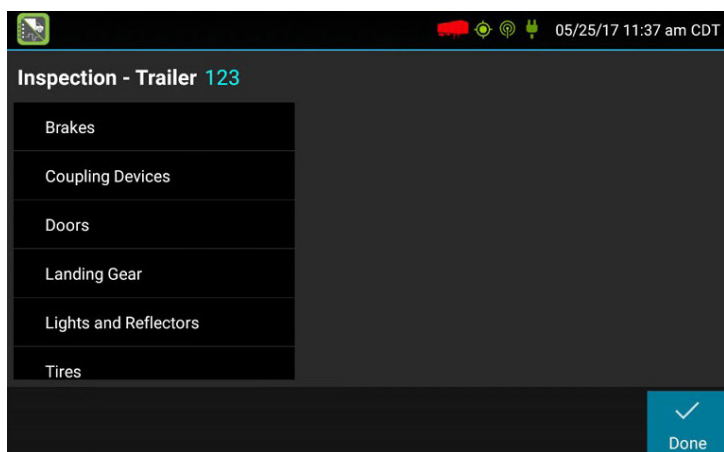 05/25/17 11:37 am CDT
Inspection - Trailer 123
Brakes
Coupling Devices
Doors
Landing Gear
Lights and Reflectors
Tires
Done